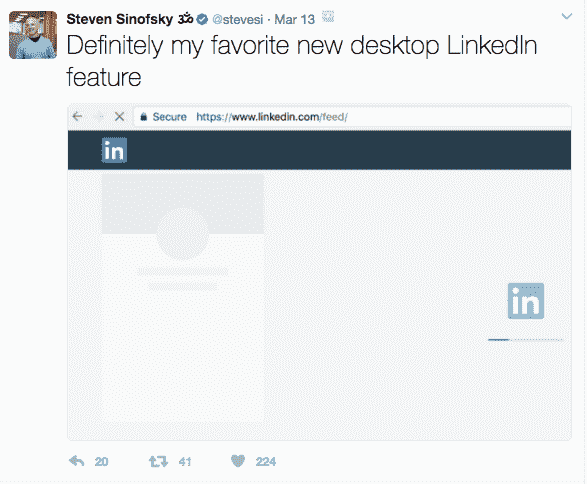 Steven Sinofsky ૐ @stevesi · Mar 13
Definitely my favorite new desktop LinkedIn
feature
Secure https://www.linkedin.com/feed/
in
in
20 41 224